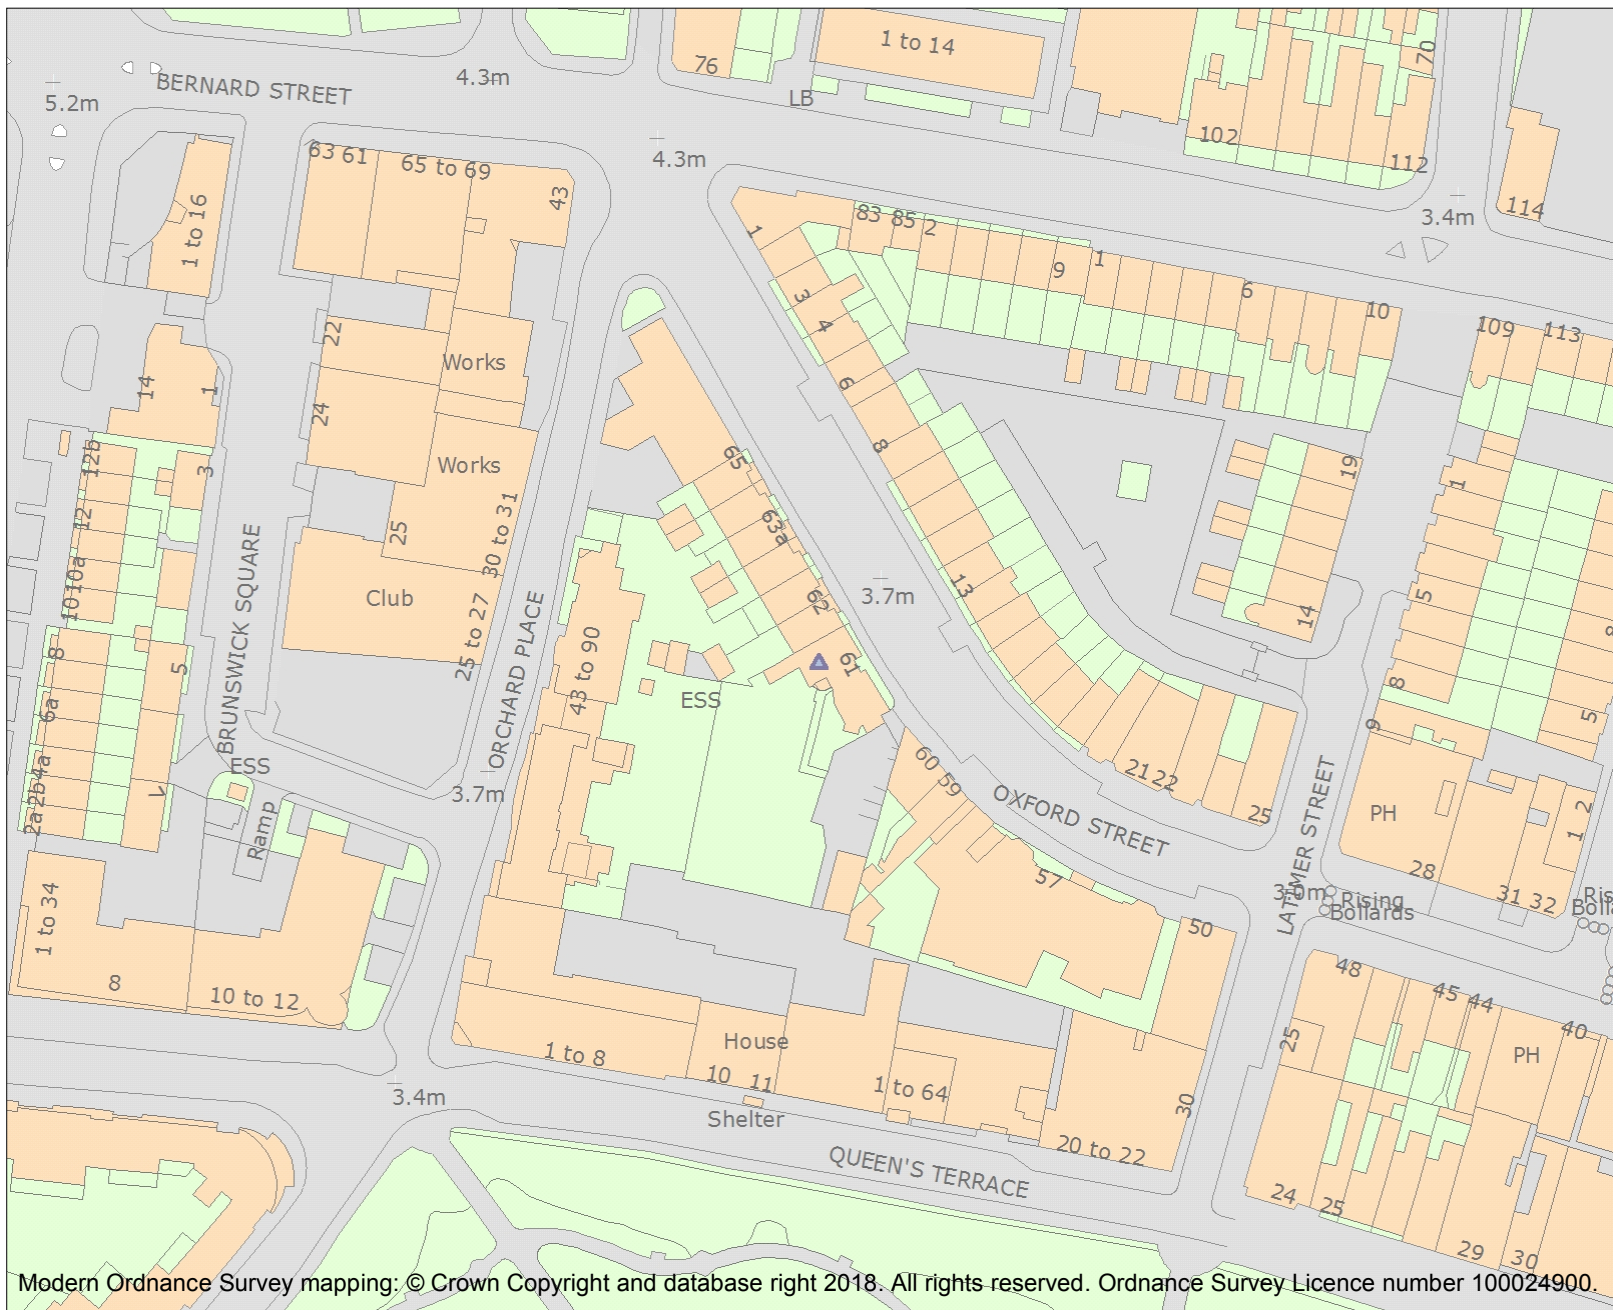 76
1 to 14
70
4.3m
BERNARD STREET
5.2m
LB
102
112
63 61
65 to 69
4.3m
43
1 to 16
114
3.4m
1
83 85 2
9
1
6
10
3
4
109
113
22
Works
6
14
1
24
8
65
12b
3
Works
19
1
12
25
30 to 31
63a
BRUNSWICK SQUARE
10a
10
Club
25 to 27
ORCHARD PLACE
62
3.7m
13
14
5
8
8
5
6a
43 to 90
ESS
61
8
5
9
4a
2b
2a
ESS
Ramp
3.7m
60 59
OXFORD STREET
21 22
25
LATIMER STREET
PH
2
1
28
31 32
57
3.0m
Rising
Bollards
Ris
Bolla
1 to 34
8
10 to 12
50
48
45 44
40
25
PH
House
1 to 8
10
11
1 to 64
30
3.4m
Shelter
20 to 22
QUEEN'S TERRACE
24
25
29
30
Modern Ordnance Survey mapping: © Crown Copyright and database right 2018. All rights reserved. Ordnance Survey Licence number 100024900.